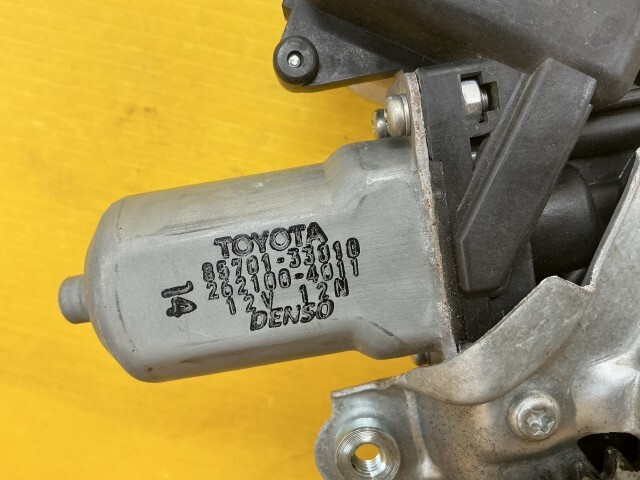 TOYOTA
85701-33010
262100-4011
12V 12N
DENSO
14